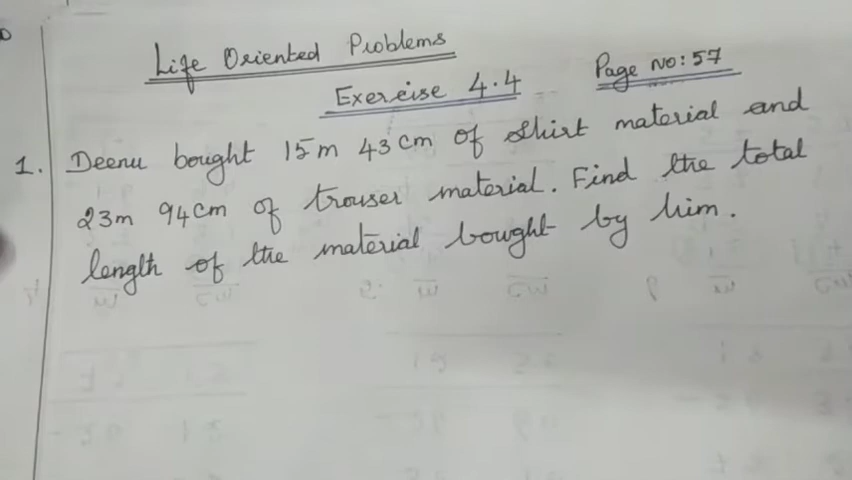 Life Oriented Problems
Exercise 4.4 Page No: 57
1. Deenu bought 15m 43cm of shirt material and
23m 94cm of trouser material. Find the total
length of the material bought by him.